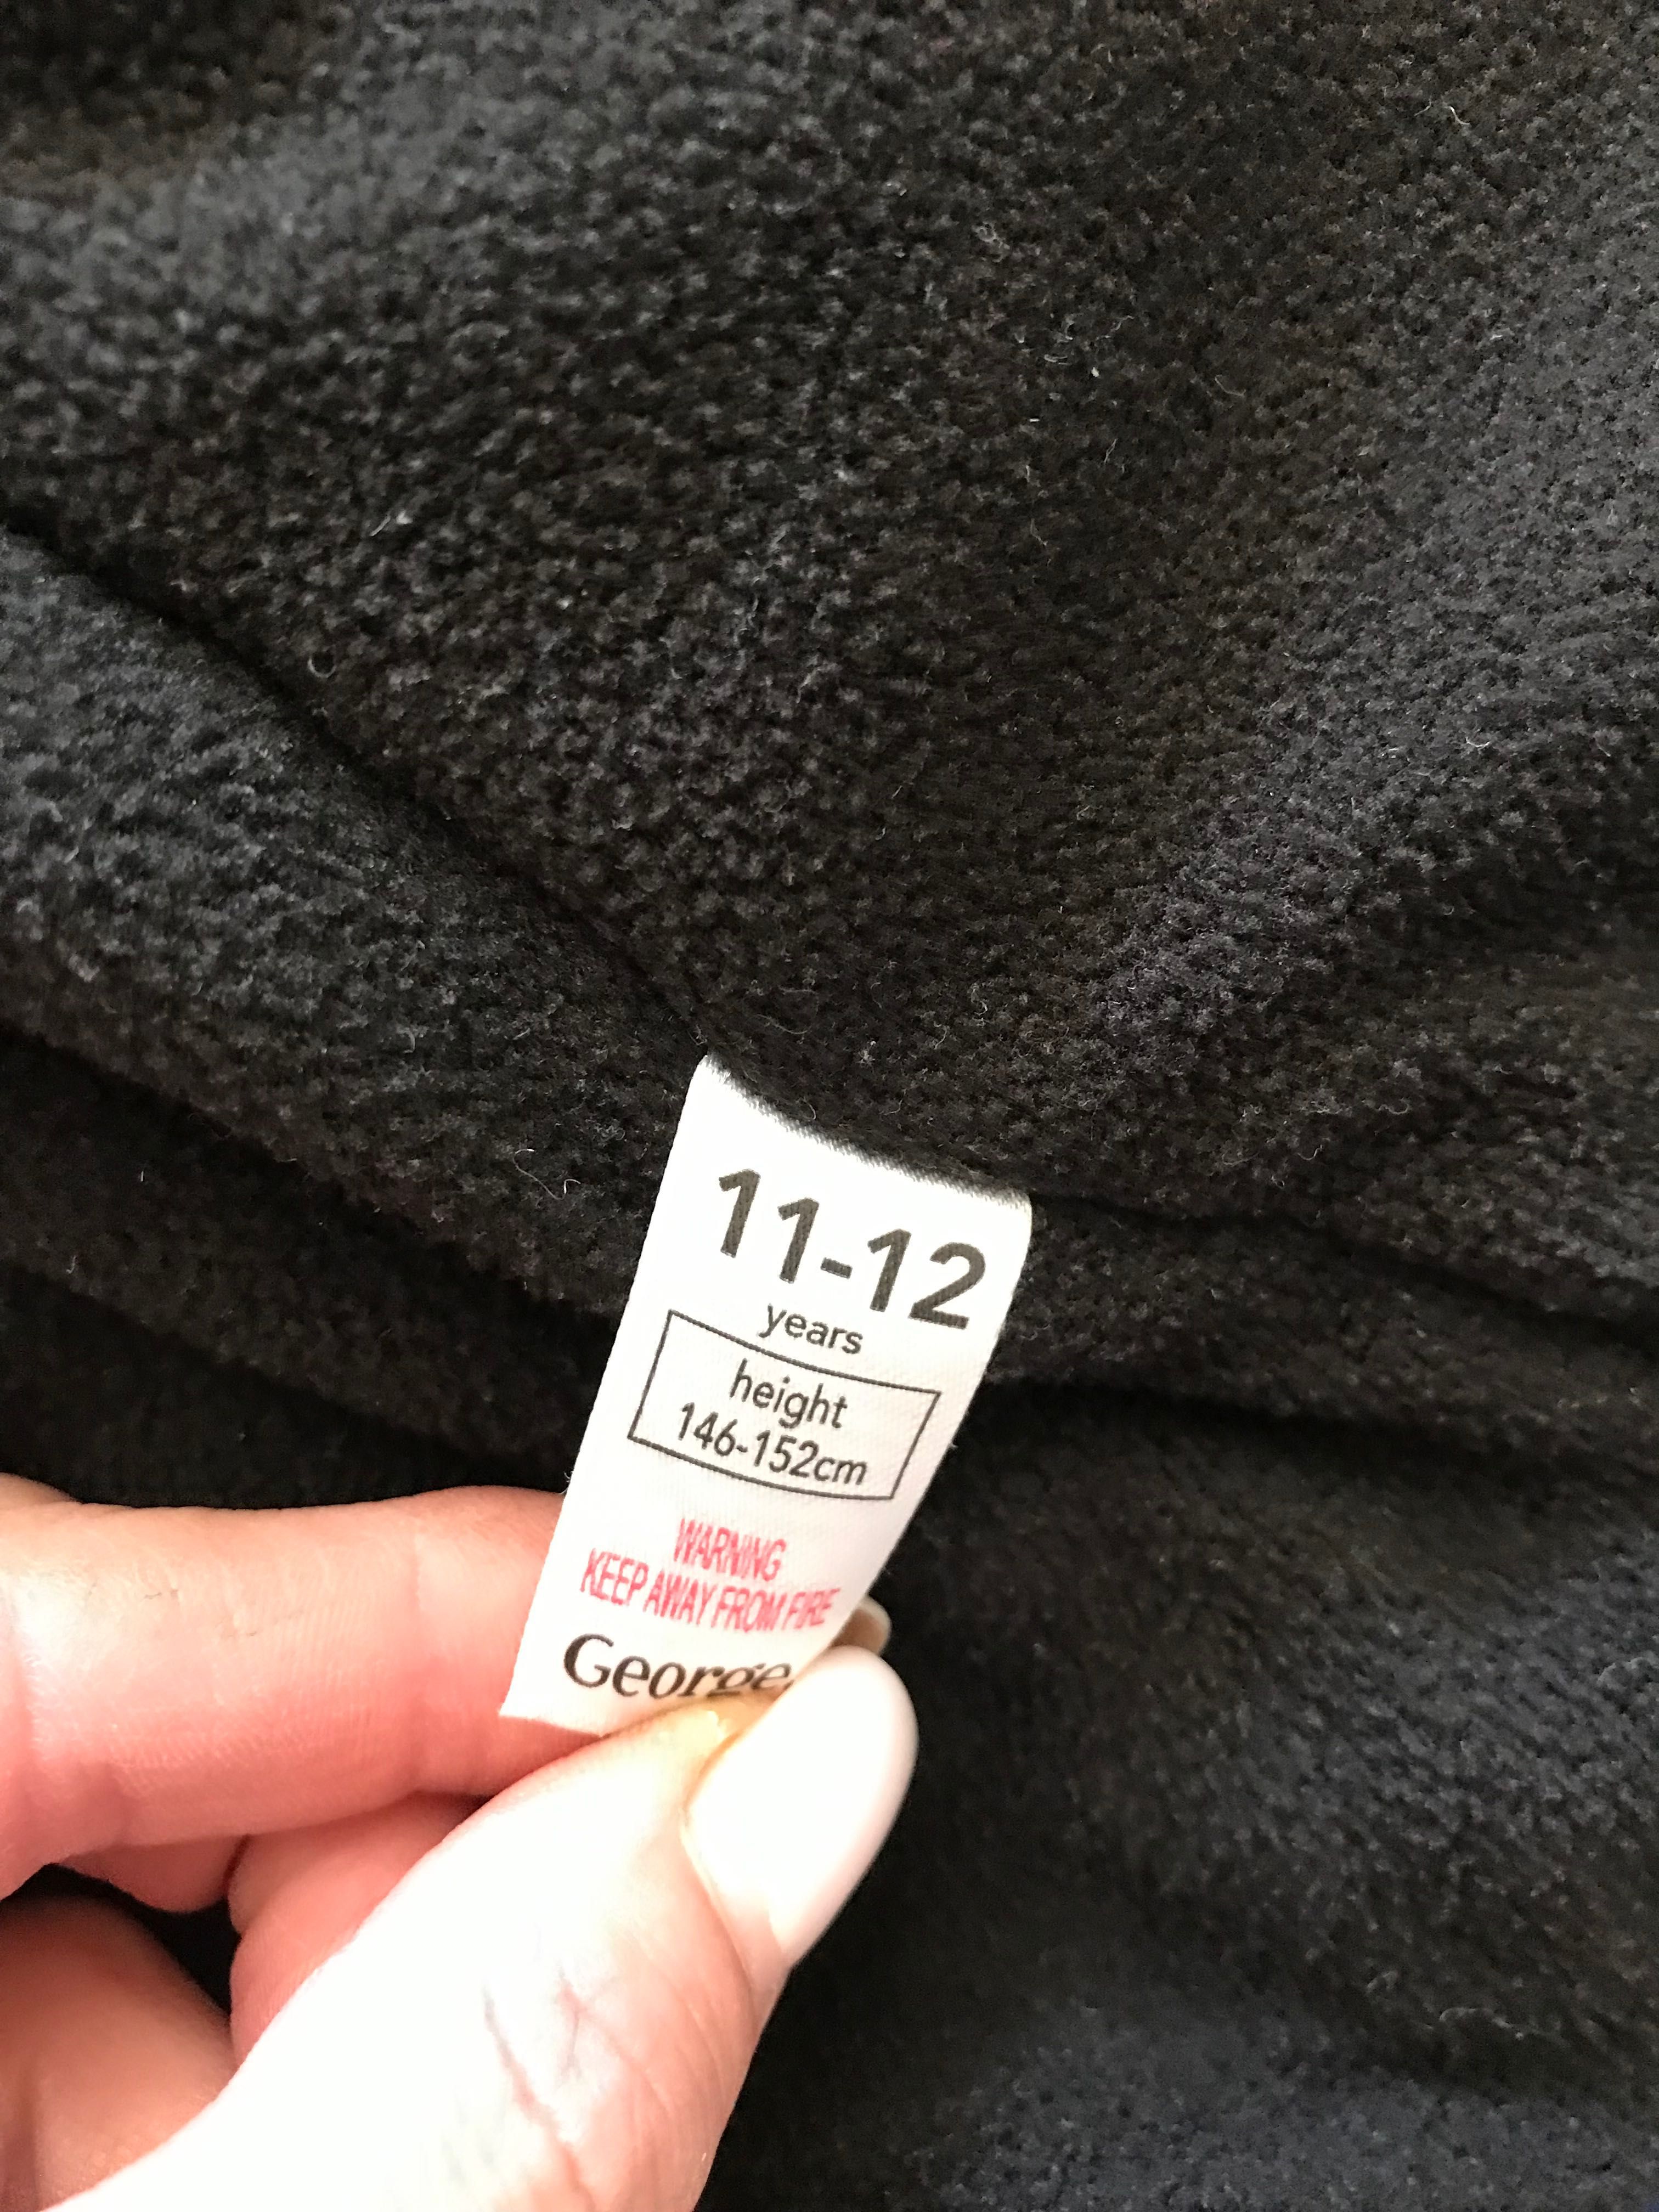 11-12
years
height
146-152cm
WARNING
KEEP AWAY FROM FIRE
George.